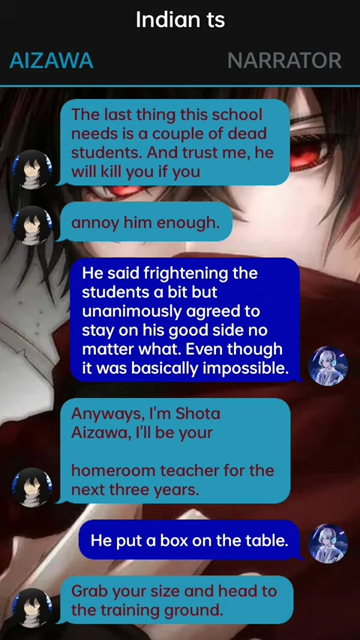 Indian ts
AIZAWA NARRATOR
The last thing this school
needs is a couple of dead
students. And trust me, he
will kill you if you
annoy him enough.
He said frightening the
students a bit but
unanimously agreed to
stay on his good side no
matter what. Even though
it was basically impossible.
Anyways, I'm Shota
Aizawa, I'll be your
homeroom teacher for the
next three years.
He put a box on the table.
Grab your size and head to
the training ground.